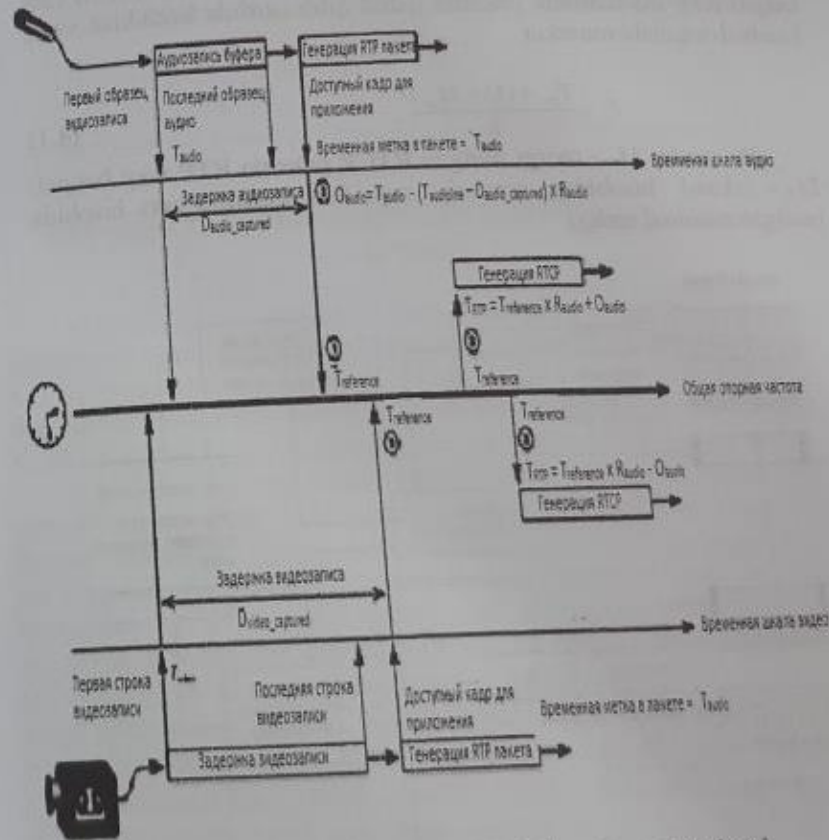 Аудиозапись буфера
Генерация RTP пакета
Первый образец
видеозаписи
Последний образец
аудио
Доступный кадр для
приложения
Taudio
Временная метка в пакете = Taudio
Временная шкала аудио
Задержка аудиозаписи
Daudio_captured
Oaudio = Taudio - (Taudioline - Daudio_captured) x Raudio
Генерация RTCP
TRTP = Treference x Raudio + Oaudio
Treference
Treference
Общая опорная частота
Treference
Treference
TRTP = Treference x Raudio - Oaudio
Генерация RTCP
Задержка видеозаписи
Dvideo_captured
Временная шкала видео
Первая строка
видеозаписи
Последняя строка
видеозаписи
Доступный кадр для
приложения
Временная метка в пакете = Taudio
Задержка видеозаписи
Генерация RTP пакета